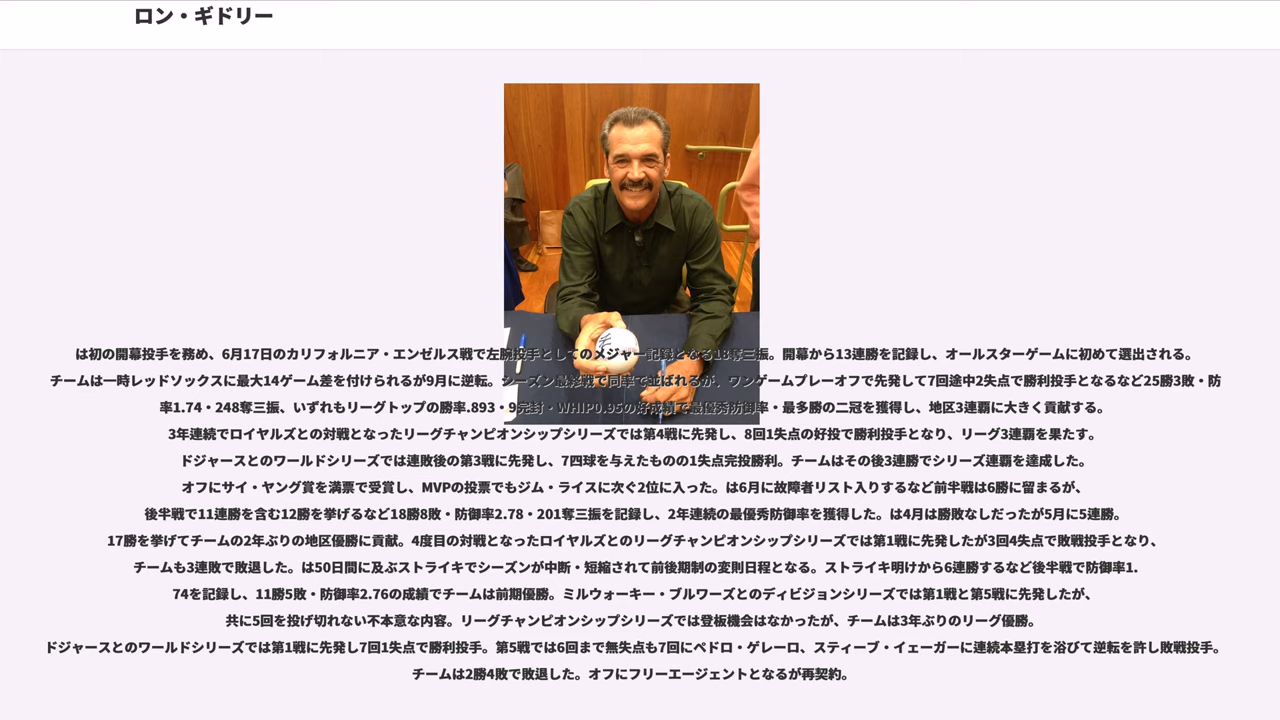 ロン・ギドリー
は初の開幕投手を務め、6月17日のカリフォルニア・エンゼルス戦で左腕投手としてのメジャー記録となる18奪三振。開幕から13連勝を記録し、オールスターゲームに初めて選出される。
チームは一時レッドソックスに最大14ゲーム差を付けられるが9月に逆転。シーズン最終戦で同率で並ばれるが、ワンゲームプレーオフで先発して7回途中2失点で勝利投手となるなど25勝3敗・防
率1.74・248奪三振、いずれもリーグトップの勝率.893・9完封・WHIP0.95の好成績で最優秀防御率・最多勝の二冠を獲得し、地区3連覇に大きく貢献する。
3年連続でロイヤルズとの対戦となったリーグチャンピオンシップシリーズでは第4戦に先発し、8回1失点の好投で勝利投手となり、リーグ3連覇を果たす。
ドジャースとのワールドシリーズでは連敗後の第3戦に先発し、7四球を与えたものの1失点完投勝利。チームはその後3連勝でシリーズ連覇を達成した。
オフにサイ・ヤング賞を満票で受賞し、MVPの投票でもジム・ライスに次ぐ2位に入った。は6月に故障者リスト入りするなど前半戦は6勝に留まるが、
後半戦で11連勝を含む12勝を挙げるなど18勝8敗・防御率2.78・201奪三振を記録し、2年連続の最優秀防御率を獲得した。は4月は勝敗なしだったが5月に5連勝。
17勝を挙げてチームの2年ぶりの地区優勝に貢献。4度目の対戦となったロイヤルズとのリーグチャンピオンシップシリーズでは第1戦に先発したが3回4失点で敗戦投手となり、
チームも3連敗で敗退した。は50日間に及ぶストライキでシーズンが中断・短縮されて前後期制の変則日程となる。ストライキ明けから6連勝するなど後半戦で防御率1.
74を記録し、11勝5敗・防御率2.76の成績でチームは前期優勝。ミルウォーキー・ブルワーズとのディビジョンシリーズでは第1戦と第5戦に先発したが、
共に5回を投げ切れない不本意な内容。リーグチャンピオンシップシリーズでは登板機会はなかったが、チームは3年ぶりのリーグ優勝。
ドジャースとのワールドシリーズでは第1戦に先発し7回1失点で勝利投手。第5戦では6回まで無失点も7回にペドロ・ゲレーロ、スティーブ・イェーガーに連続本塁打を浴びて逆転を許し敗戦投手。
チームは2勝4敗で敗退した。オフにフリーエージェントとなるが再契約。